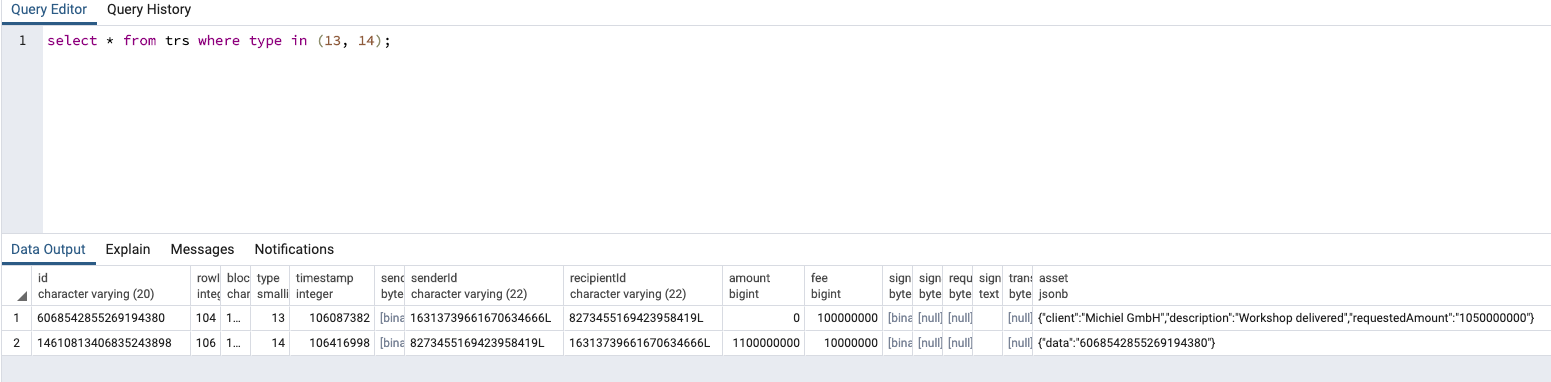 Query Editor Query History
1 select * from trs where type in (13, 14);
Data Output Explain Messages Notifications
id rowI bloc type timestamp send senderId recipientId amount fee sign sign requ sign trans asset
character varying (20) integ char smalli integer byte character varying (22) character varying (22) bigint bigint byte byte byte text byte jsonb
1 6068542855269194380 104 1... 13 106087382 [bina 16313739661670634666L 8273455169423958419L 0 100000000 [bina [null] [null] [null] {"client":"Michiel GmbH","description":"Workshop delivered","requestedAmount":"1050000000"}
2 14610813406835243898 106 1... 14 106416998 [bina 8273455169423958419L 16313739661670634666L 1100000000 10000000 [bina [null] [null] [null] {"data":"6068542855269194380"}